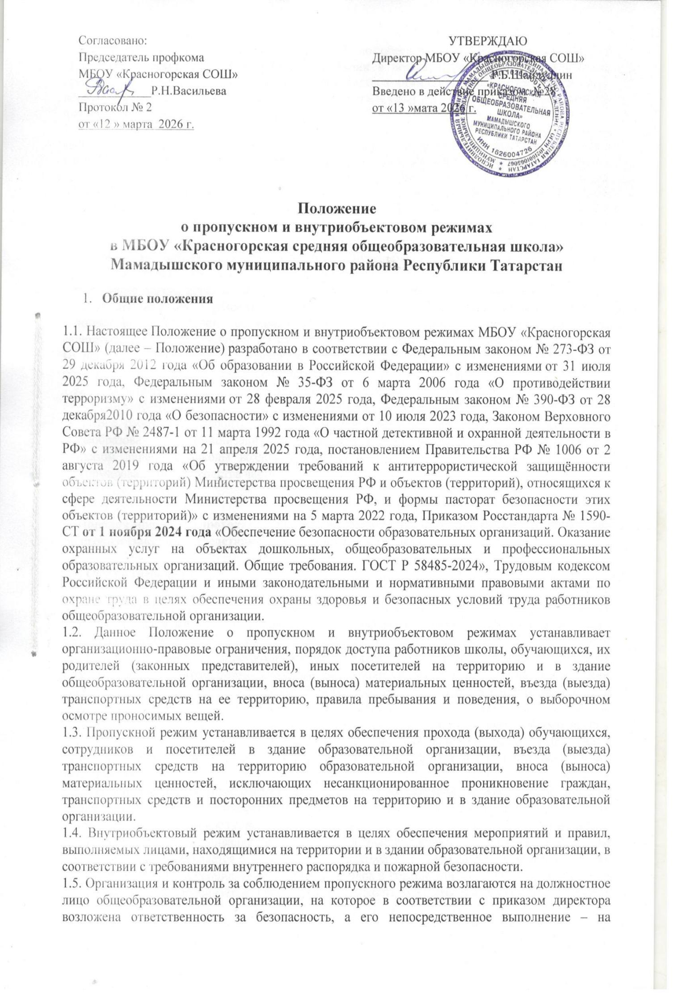 Согласовано:
Председатель профкома
МБОУ «Красногорская СОШ»
Р.Н.Васильева
Протокол № 2
от «12 » марта 2026 г.
УТВЕРЖДАЮ
Директор МБОУ «Красногорская СОШ»
Р.Б.
Введено в действие приказом №28
от «13 »мата 2026 г.
«КРАСНОГОРСКАЯ
СРЕДНЯЯ
ОБЩЕОБРАЗОВАТЕЛЬНАЯ
ШКОЛА»
МАМАДЫШСКОГО
МУНИЦИПАЛЬНОГО РАЙОНА
РЕСПУБЛИКИ ТАТАРСТАН
ИНН 1626004726
Положение
о пропускном и внутриобъектовом режимах
в МБОУ «Красногорская средняя общеобразовательная школа»
Мамадышского муниципального района Республики Татарстан
1. Общие положения
1.1. Настоящее Положение о пропускном и внутриобъектовом режимах МБОУ «Красногорская
СОШ» (далее – Положение) разработано в соответствии с Федеральным законом № 273-ФЗ от
29 декабря 2012 года «Об образовании в Российской Федерации» с изменениями от 31 июля
2025 года, Федеральным законом № 35-ФЗ от 6 марта 2006 года «О противодействии
терроризму» с изменениями от 28 февраля 2025 года, Федеральным законом № 390-ФЗ от 28
декабря2010 года «О безопасности» с изменениями от 10 июля 2023 года, Законом Верховного
Совета РФ № 2487-1 от 11 марта 1992 года «О частной детективной и охранной деятельности в
РФ» с изменениями на 21 апреля 2025 года, постановлением Правительства РФ № 1006 от 2
августа 2019 года «Об утверждении требований к антитеррористической защищённости
объектов (территорий) Министерства просвещения РФ и объектов (территорий), относящихся к
сфере деятельности Министерства просвещения РФ, и формы пасторат безопасности этих
объектов (территорий)» с изменениями на 5 марта 2022 года, Приказом Росстандарта № 1590-
СТ от 1 ноября 2024 года «Обеспечение безопасности образовательных организаций. Оказание
охранных услуг на объектах дошкольных, общеобразовательных и профессиональных
образовательных организаций. Общие требования. ГОСТ Р 58485-2024», Трудовым кодексом
Российской Федерации и иными законодательными и нормативными правовыми актами по
охране труда в целях обеспечения охраны здоровья и безопасных условий труда работников
общеобразовательной организации.
1.2. Данное Положение о пропускном и внутриобъектовом режимах устанавливает
организационно-правовые ограничения, порядок доступа работников школы, обучающихся, их
родителей (законных представителей), иных посетителей на территорию и в здание
общеобразовательной организации, вноса (выноса) материальных ценностей, въезда (выезда)
транспортных средств на ее территорию, правила пребывания и поведения, о выборочном
осмотре проносимых вещей.
1.3. Пропускной режим устанавливается в целях обеспечения прохода (выхода) обучающихся,
сотрудников и посетителей в здание образовательной организации, въезда (выезда)
транспортных средств на территорию образовательной организации, вноса (выноса)
материальных ценностей, исключающих несанкционированное проникновение граждан,
транспортных средств и посторонних предметов на территорию и в здание образовательной
организации.
1.4. Внутриобъектовый режим устанавливается в целях обеспечения мероприятий и правил,
выполняемых лицами, находящимися на территории и в здании образовательной организации, в
соответствии с требованиями внутреннего распорядка и пожарной безопасности.
1.5. Организация и контроль за соблюдением пропускного режима возлагаются на должностное
лицо общеобразовательной организации, на которое в соответствии с приказом директора
возложена ответственность за безопасность, а его непосредственное выполнение – на